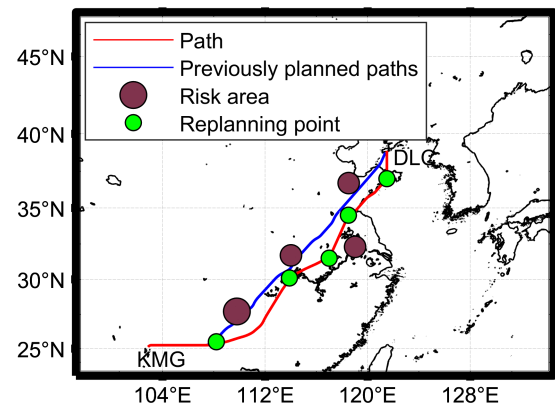 Path
Previously planned paths
Risk area
Replanning point
45°N
40°N
35°N
30°N
25°N
DLC
KMG
104°E
112°E
120°E
128°E